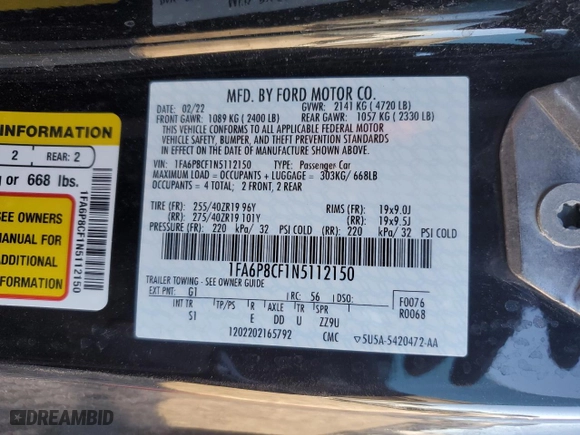 MFD. BY FORD MOTOR CO.
02/22 GVWR: 2141 KG ( 4720 LB)
FRONT GAWR: 1089 KG ( 2400 LB) REAR GAWR: 1057 KG ( 2330 LB)
THIS VEHICLE CONFORMS TO ALL APPLICABLE FEDERAL MOTOR
VEHICLE SAFETY, BUMPER, AND THEFT PREVENTION STANDARDS
IN EFFECT ON THE DATE OF MANUFACTURE SHOWN ABOVE.
VIN: 1FA6P8CF1N5112150 TYPE: Passenger Car
MAXIMUM LOAD = OCCUPANTS + LUGGAGE = 303KG/ 668LB
OCCUPANTS = 4 TOTAL; 2 FRONT, 2 REAR
TIRE (FR): 255/40ZR19 96Y RIMS (FR): 19x9.0J
(RR): 275/40ZR19 101Y (RR): 19x9.5J
PRESSURE (FR): 220 kPa/ 32 PSI COLD (RR): 220 kPa/ 32 PSI COLD
1FA6P8CF1N5112150
TRAILER TOWING - SEE OWNER GUIDE
EXT PNT: G1 RC: 56 DSO: F0076
INT TR TP/PS R AXLE TR SPR R0068
SI E DD U ZZ9U
1202202165792 CMC 5U5A-5420472-AA
INFORMATION
2 REAR: 2
g or 668 lbs.
SEE OWNERS
MANUAL FOR
ADDITIONAL
INFORMATION
1FA6P8CF1N5112150
DREAMBID